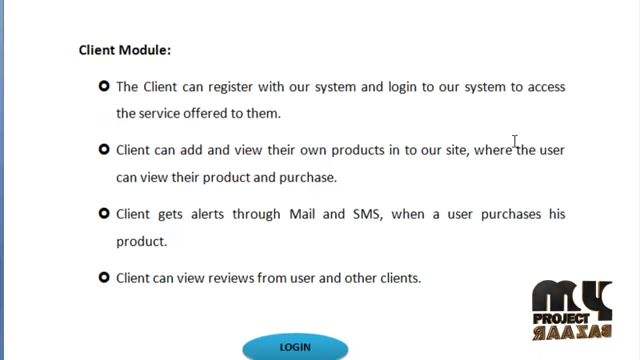 Client Module:
The Client can register with our system and login to our system to access
the service offered to them.
Client can add and view their own products in to our site, where the user
can view their product and purchase.
Client gets alerts through Mail and SMS, when a user purchases his
product.
Client can view reviews from user and other clients.
my
PROJECT
BAZAAR
LOGIN